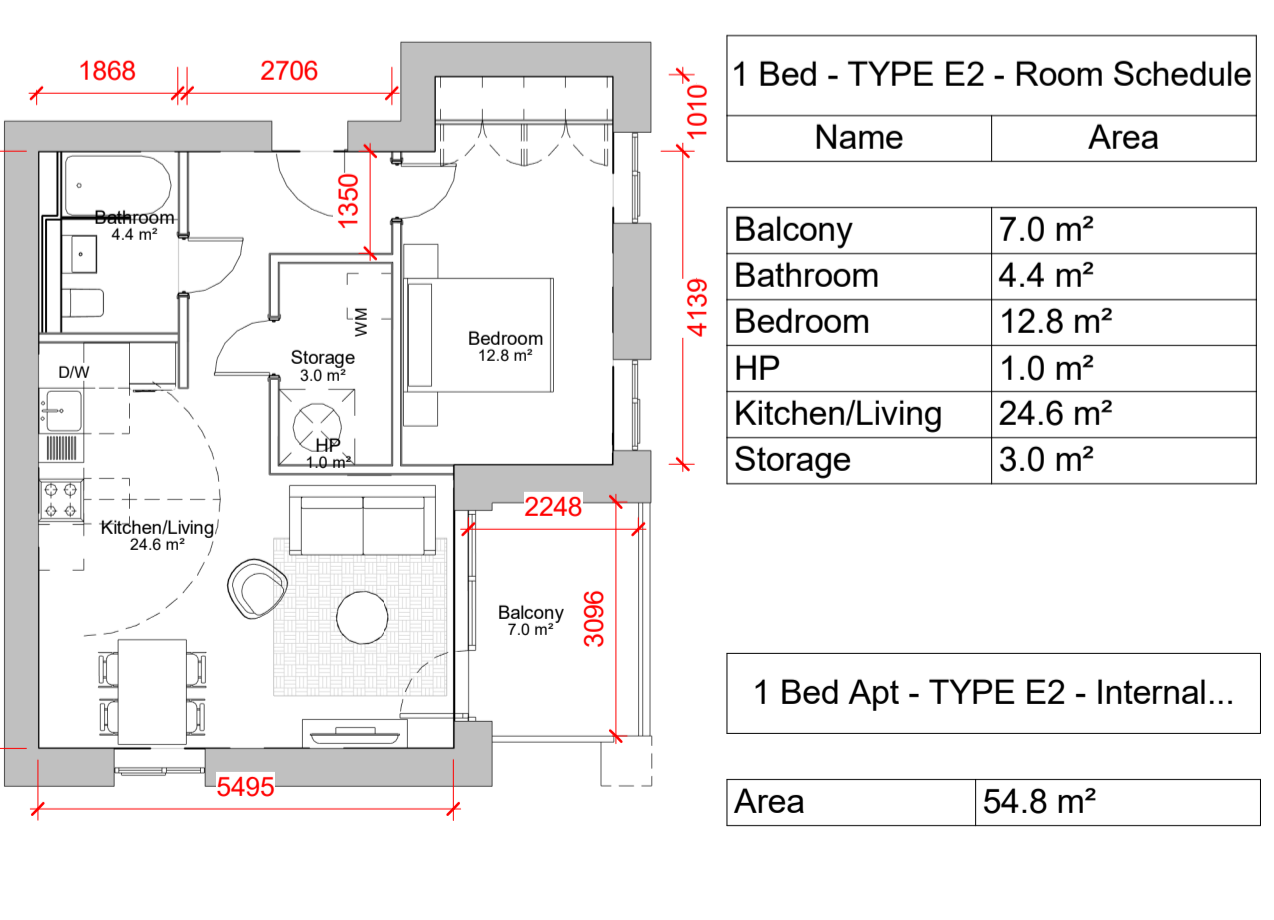 1868
2706
1010
1350
4139
Bathroom
4.4 m²
WM
Storage
3.0 m²
Bedroom
12.8 m²
D/W
HP
1.0 m²
Kitchen/Living
24.6 m²
2248
3096
Balcony
7.0 m²
5495
1 Bed - TYPE E2 - Room Schedule
Name Area
Balcony 7.0 m²
Bathroom 4.4 m²
Bedroom 12.8 m²
HP 1.0 m²
Kitchen/Living 24.6 m²
Storage 3.0 m²
1 Bed Apt - TYPE E2 - Internal...
Area 54.8 m²